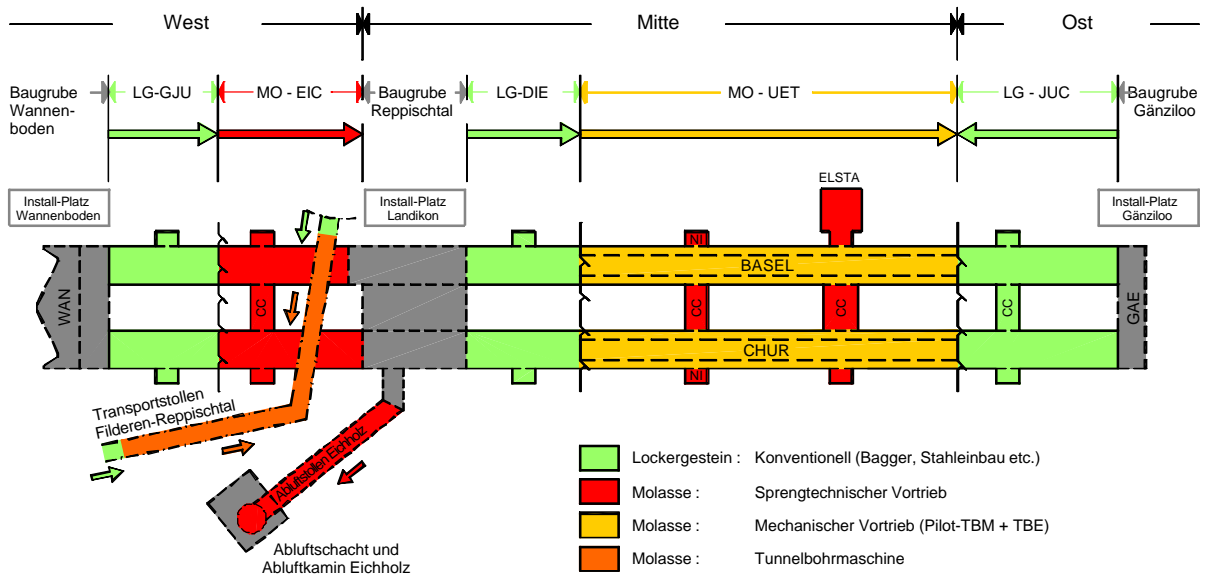 West
Mitte
Ost
Baugrube
Wannen-
boden
LG-GJU
MO - EIC
Baugrube
Reppischtal
LG-DIE
MO - UET
LG - JUC
Baugrube
Gänziloo
Install-Platz
Wannenboden
Install-Platz
Landikon
ELSTA
Install-Platz
Gänziloo
NI
BASEL
WAN
CC
CC
CC
CC
GAE
CHUR
NI
Transportstollen
Filderen-Reppischtal
Abluftstollen Eichholz
Abluftschacht und
Abluftkamin Eichholz
Lockergestein : Konventionell (Bagger, Stahleinbau etc.)
Molasse : Sprengtechnischer Vortrieb
Molasse : Mechanischer Vortrieb (Pilot-TBM + TBE)
Molasse : Tunnelbohrmaschine